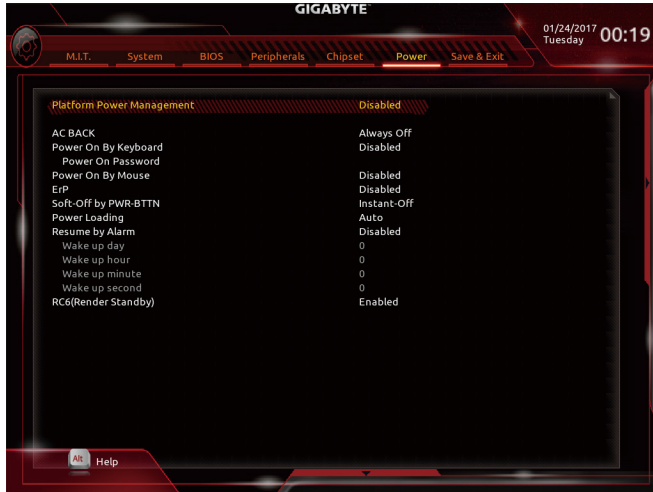 GIGABYTE™
01/24/2017 00:19
Tuesday
M.I.T. System BIOS Peripherals Chipset Power Save & Exit
Platform Power Management Disabled
AC BACK Always Off
Power On By Keyboard Disabled
Power On Password
Power On By Mouse Disabled
ErP Disabled
Soft-Off by PWR-BTTN Instant-Off
Power Loading Auto
Resume by Alarm Disabled
Wake up day 0
Wake up hour 0
Wake up minute 0
Wake up second 0
RC6(Render Standby) Enabled
Alt Help